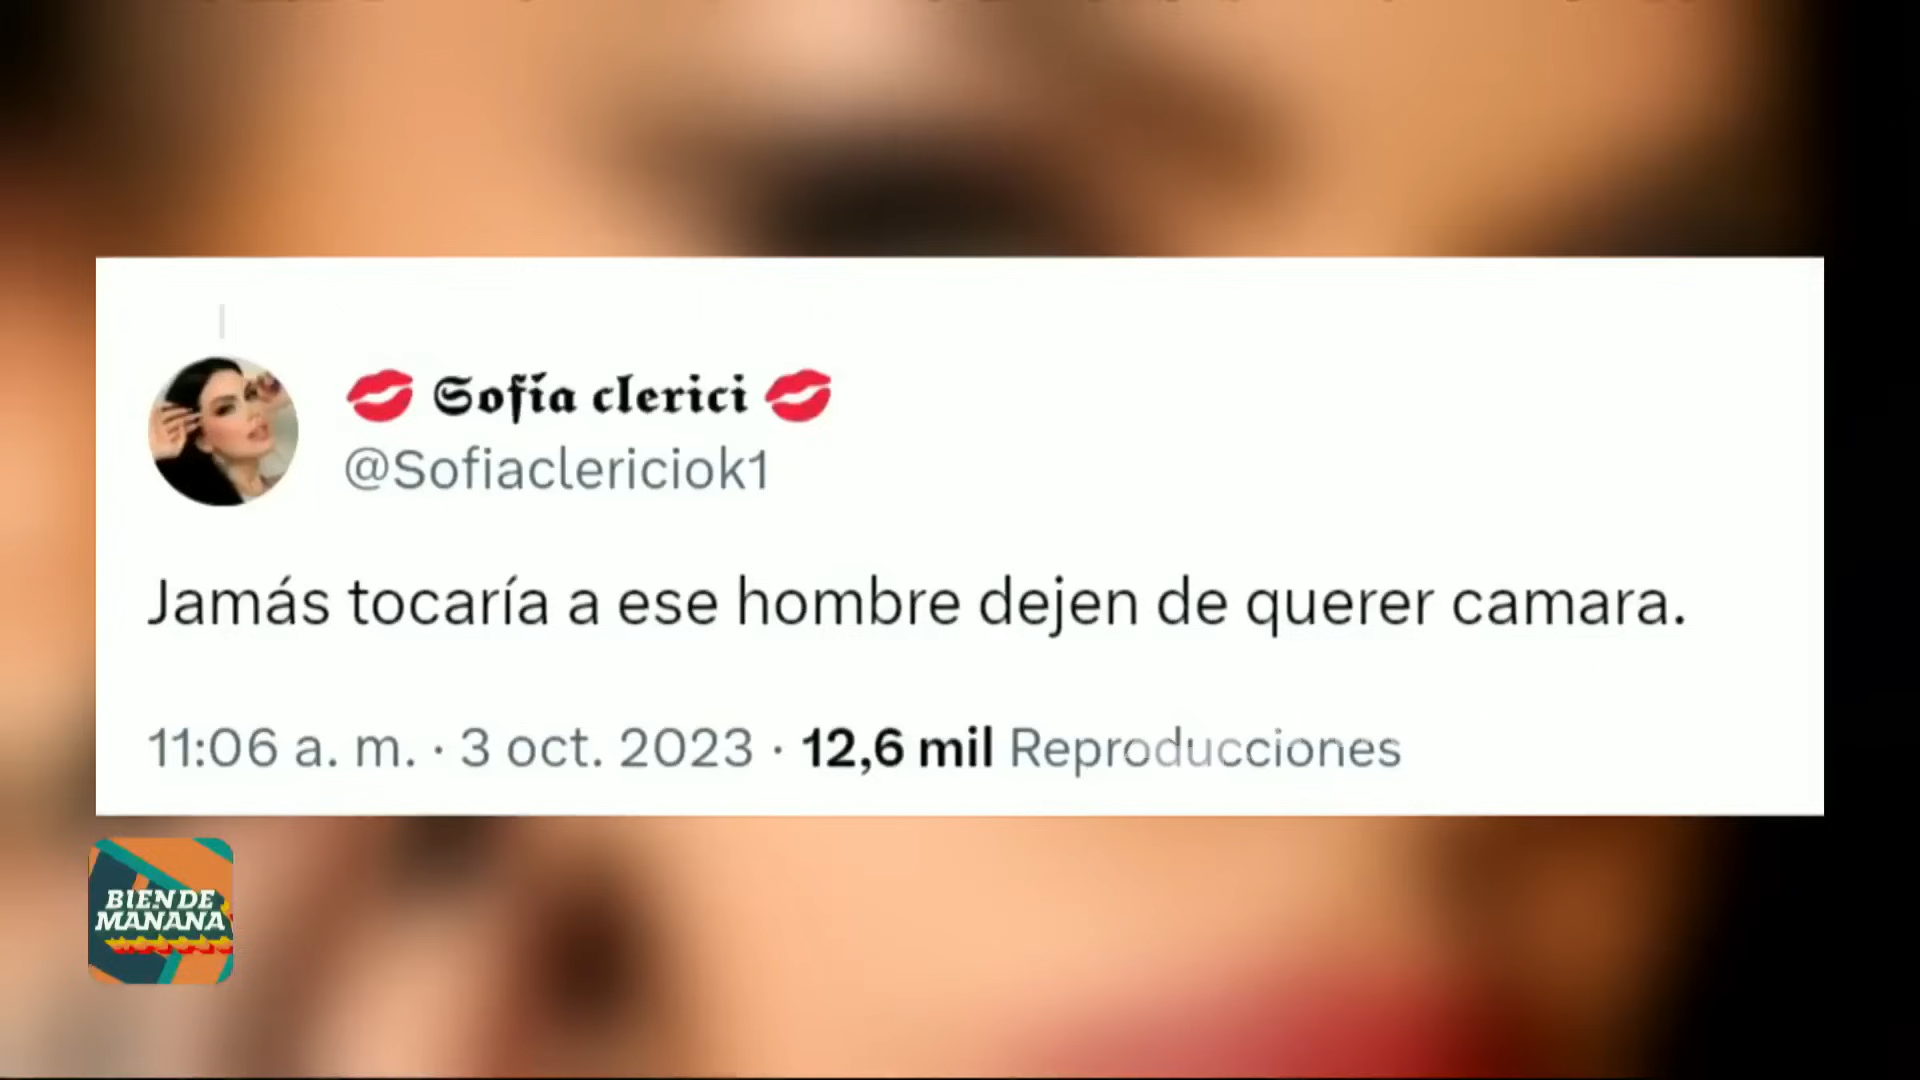 💋 Sofía clerici 💋
@Sofiaclericiok1
Jamás tocaría a ese hombre dejen de querer camara.
11:06 a. m. · 3 oct. 2023 · 12,6 mil Reproducciones
BIEN DE
MAÑANA